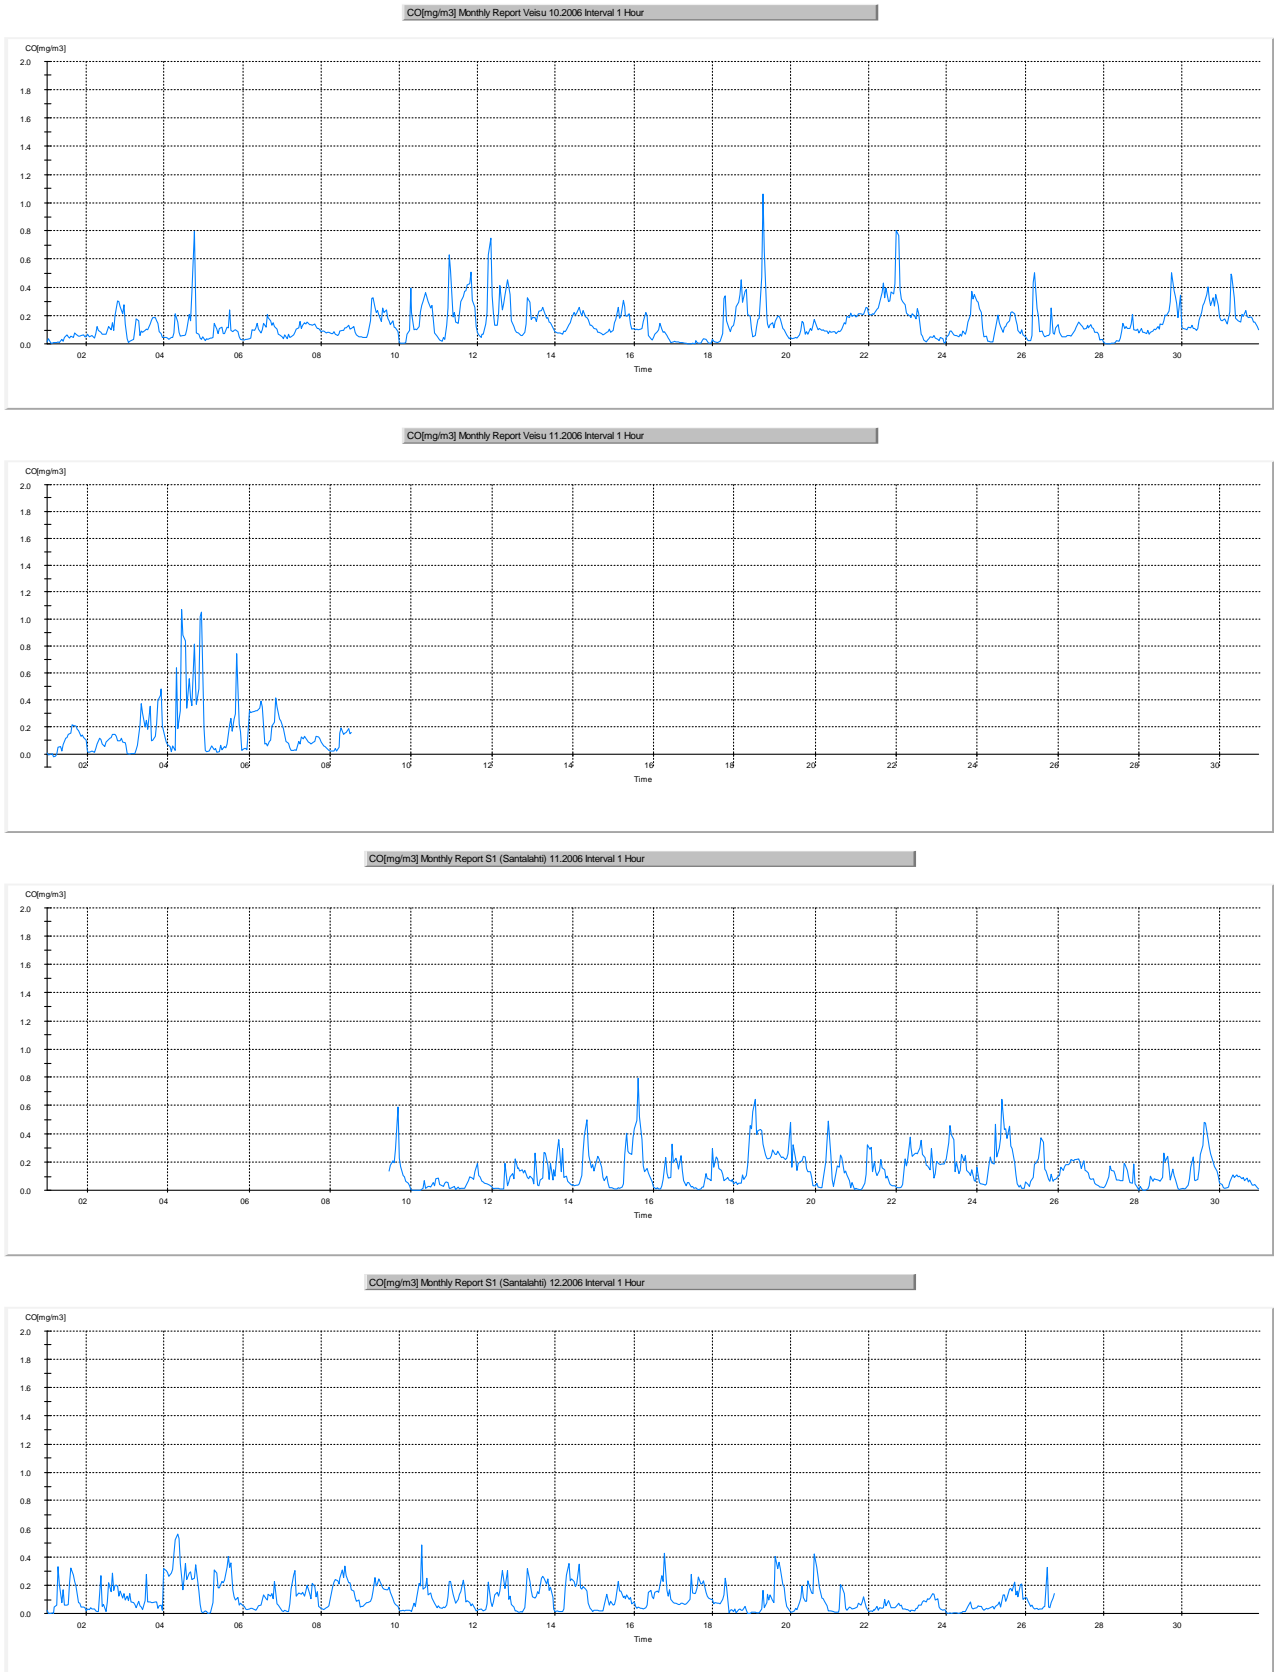 CO[mg/m3] Monthly Report Veisu 10.2006 Interval 1 Hour
CO[mg/m3]
2.0
1.8
1.6
1.4
1.2
1.0
0.8
0.6
0.4
0.2
0.0
02 04 06 08 10 12 14 16 18 20 22 24 26 28 30
Time
CO[mg/m3] Monthly Report Veisu 11.2006 Interval 1 Hour
CO[mg/m3]
2.0
1.8
1.6
1.4
1.2
1.0
0.8
0.6
0.4
0.2
0.0
02 04 06 08 10 12 14 16 18 20 22 24 26 28 30
Time
CO[mg/m3] Monthly Report S1 (Santalahti) 11.2006 Interval 1 Hour
CO[mg/m3]
2.0
1.8
1.6
1.4
1.2
1.0
0.8
0.6
0.4
0.2
0.0
02 04 06 08 10 12 14 16 18 20 22 24 26 28 30
Time
CO[mg/m3] Monthly Report S1 (Santalahti) 12.2006 Interval 1 Hour
CO[mg/m3]
2.0
1.8
1.6
1.4
1.2
1.0
0.8
0.6
0.4
0.2
0.0
02 04 06 08 10 12 14 16 18 20 22 24 26 28 30
Time